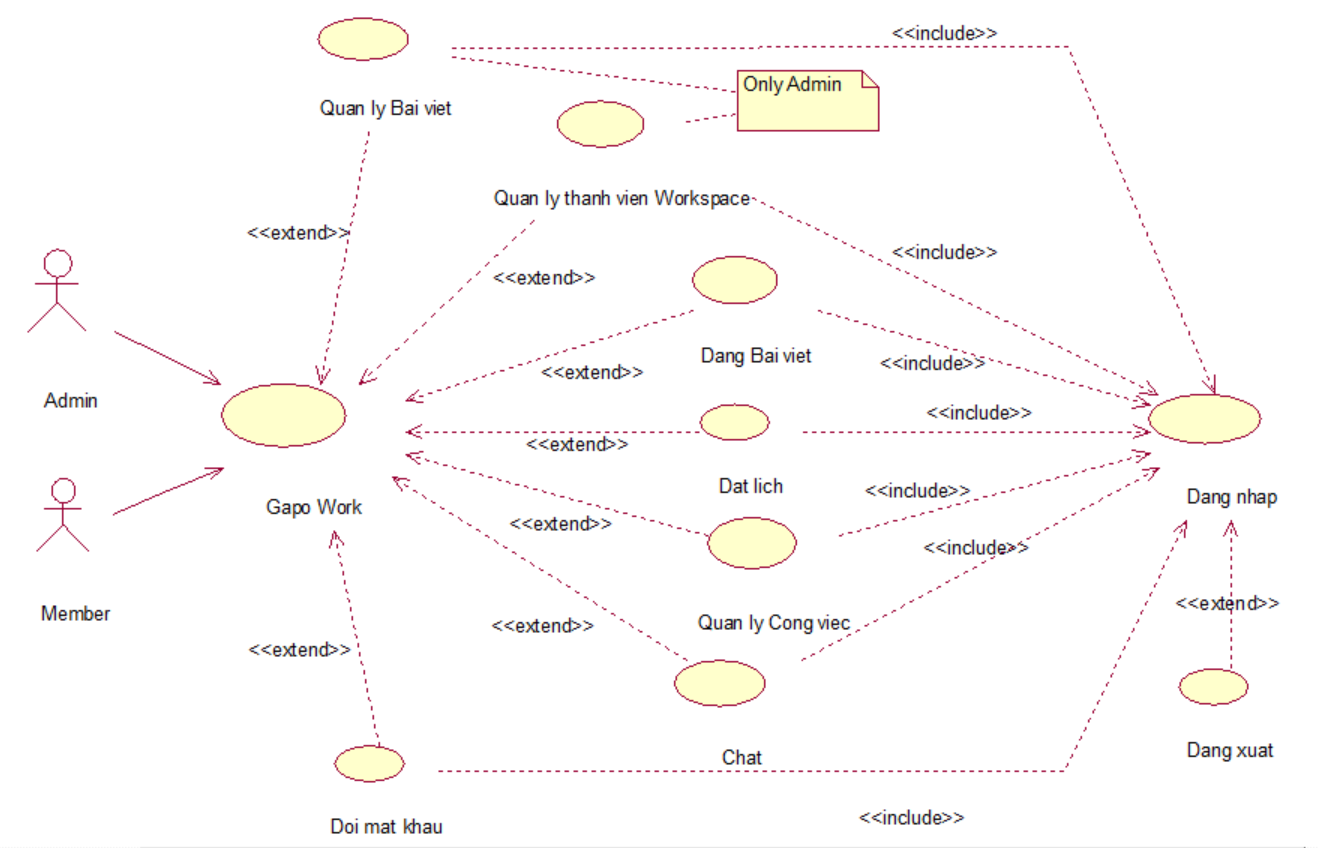 <<include>>
Only Admin
Quan ly Bai viet
Quan ly thanh vien Workspace
<<extend>>
<<include>>
<<extend>>
Dang Bai viet
<<include>>
<<extend>>
Admin
<<include>>
<<extend>>
Dat lich
<<include>>
Dang nhap
Gapo Work
<<extend>>
<<include>>
Member
<<extend>>
Quan ly Cong viec
<<extend>>
<<extend>>
Chat
Dang xuat
<<include>>
Doi mat khau